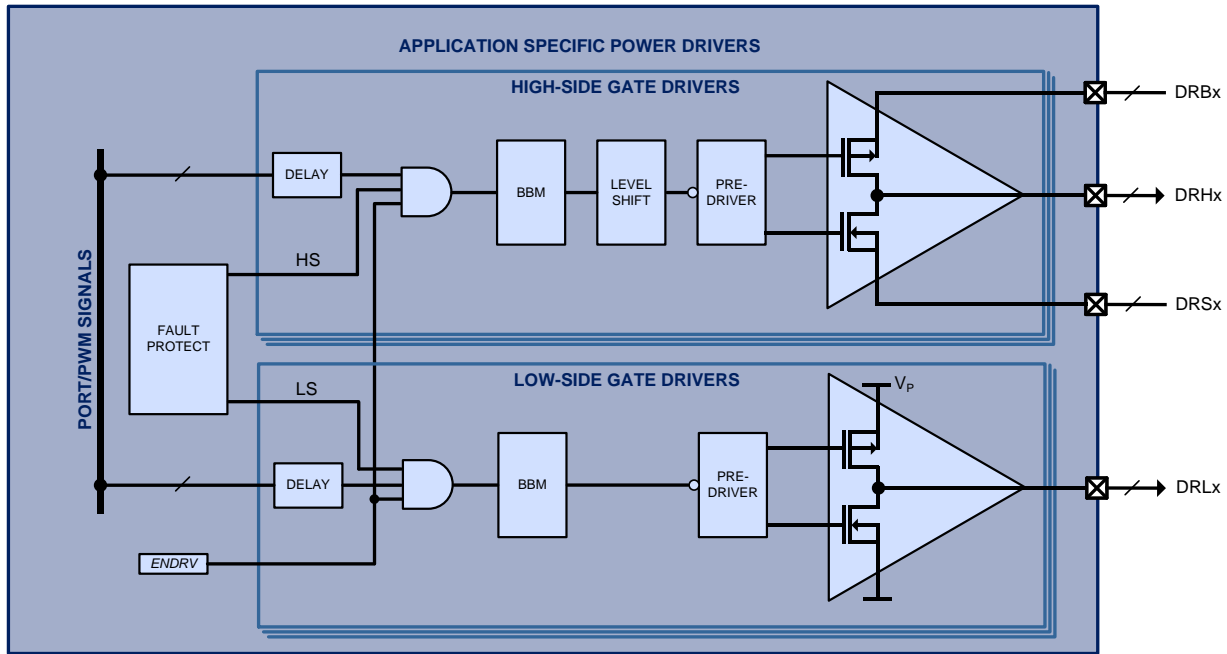 APPLICATION SPECIFIC POWER DRIVERS
HIGH-SIDE GATE DRIVERS
DRBx
DELAY
BBM
LEVEL
SHIFT
PRE-
DRIVER
DRHx
PORT/PWM SIGNALS
HS
FAULT
PROTECT
DRSx
LS
LOW-SIDE GATE DRIVERS
VP
DELAY
BBM
PRE-
DRIVER
DRLx
ENDRV